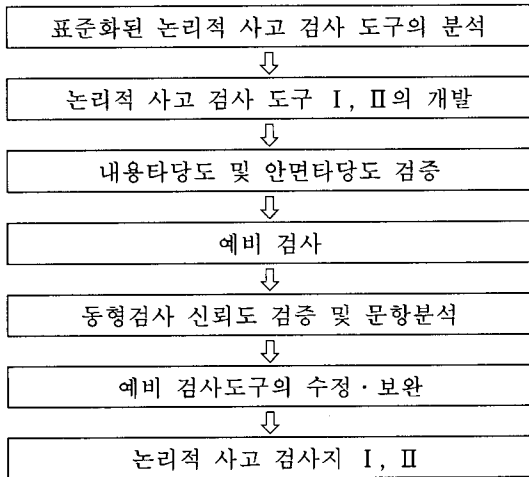 표준화된 논리적 사고 검사 도구의 분석
⇩
논리적 사고 검사 도구 Ⅰ, Ⅱ의 개발
⇩
내용타당도 및 안면타당도 검증
⇩
예비 검사
⇩
동형검사 신뢰도 검증 및 문항분석
⇩
예비 검사도구의 수정·보완
⇩
논리적 사고 검사지 Ⅰ, Ⅱ